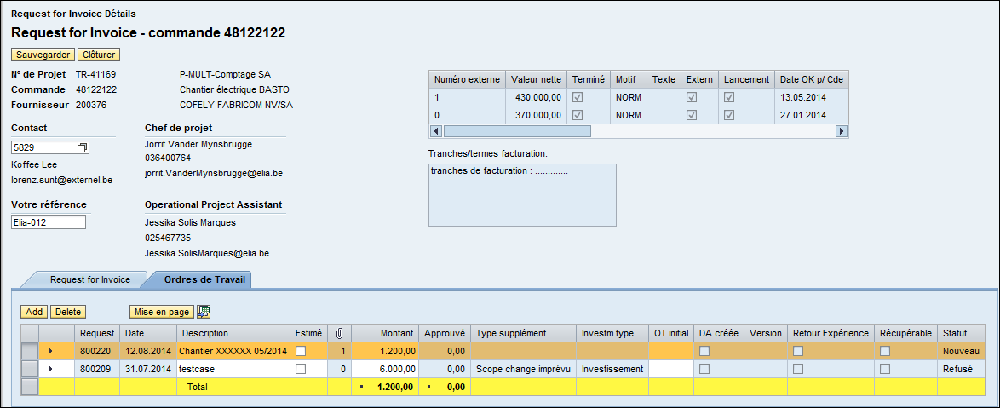 Request for Invoice Détails
Request for Invoice - commande 48122122
Sauvegarder Clôturer
Nº de Projet TR-41169 P-MULT-Comptage SA
Commande 48122122 Chantier électrique BASTO
Fournisseur 200376 COFELY FABRICOM NV/SA
Contact
5829
Koffee Lee
lorenz.sunt@externel.be
Chef de projet
Jorrit Vander Mynsbrugge
036400764
jorrit.VanderMynsbrugge@elia.be
Votre référence
Elia-012
Operational Project Assistant
Jessika Solis Marques
025467735
Jessika.SolisMarques@elia.be
Numéro externe Valeur nette Terminé Motif Texte Extern Lancement Date OK p/ Cde
1 430.000,00 NORM 13.05.2014
0 370.000,00 NORM 27.01.2014
Tranches/termes facturation:
tranches de facturation : .............
Request for Invoice Ordres de Travail
Add Delete Mise en page
Request Date Description Estimé Montant Approuvé Type supplément Investm.type OT initial DA créée Version Retour Expérience Récupérable Statut
800220 12.08.2014 Chantier XXXXXX 05/2014 1 1.200,00 0,00 Nouveau
800209 31.07.2014 testcase 0 6.000,00 0,00 Scope change imprévu Investissement Refusé
Total 1.200,00 0,00